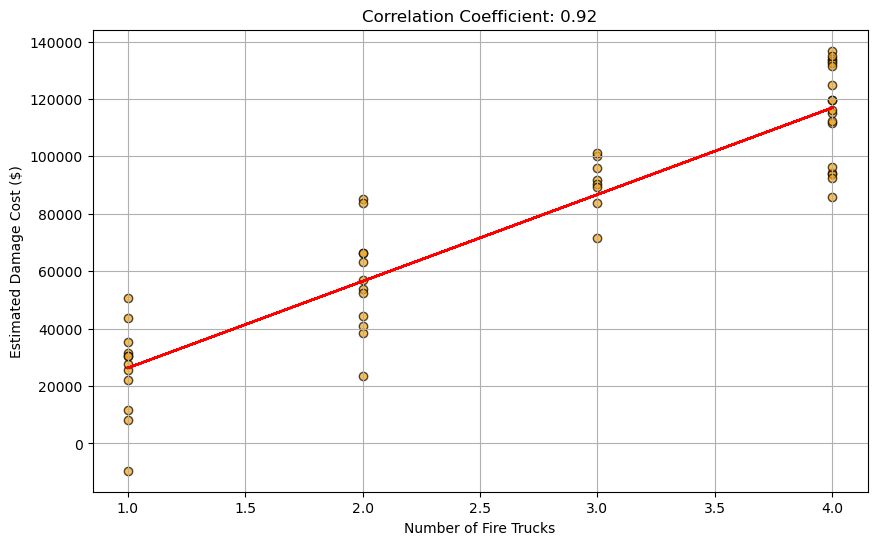 Correlation Coefficient: 0.92
140000
120000
100000
80000
60000
40000
20000
0
Estimated Damage Cost ($)
1.0 1.5 2.0 2.5 3.0 3.5 4.0
Number of Fire Trucks